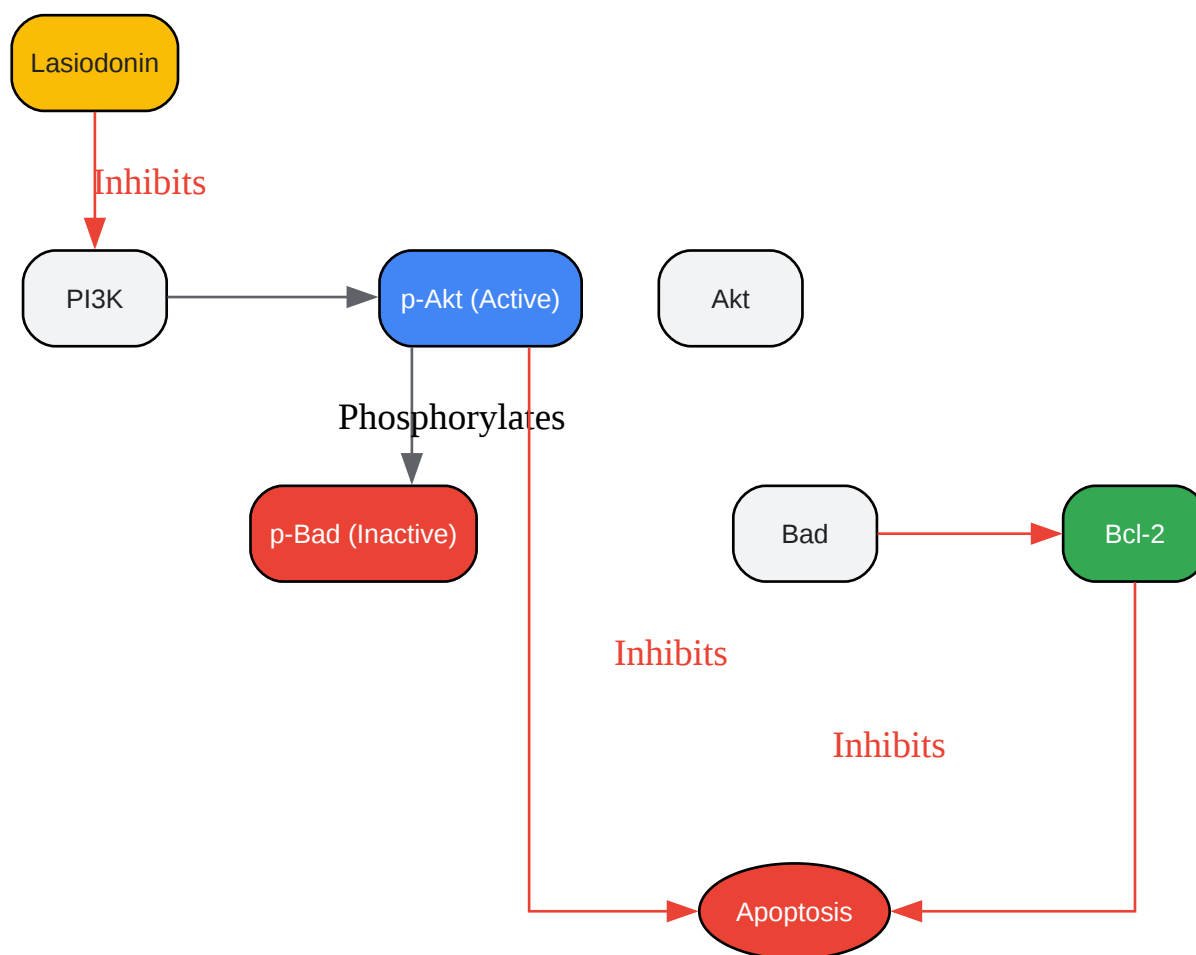 Lasiodonin
Inhibits
PI3K
p-Akt (Active)
Akt
Phosphorylates
p-Bad (Inactive)
Bad
Bcl-2
Inhibits
Inhibits
Apoptosis